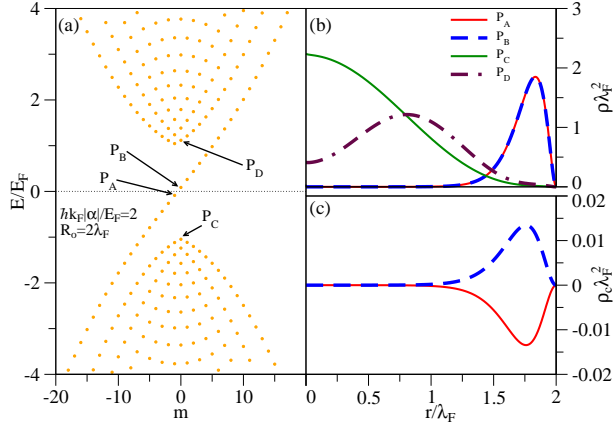 (a)
4
2
0
-2
-4
E/E_F
P_B
P_A
P_D
P_C
ħk_F|α|/E_F=2
R_o=2λ_F
-20
-10
0
10
m
(b)
P_A
P_B
P_C
P_D
3
2
1
0
ρλ_F^2
(c)
0.02
0.01
0
-0.01
-0.02
ρ_cλ_F^2
0
0.5
1
1.5
2
r/λ_F